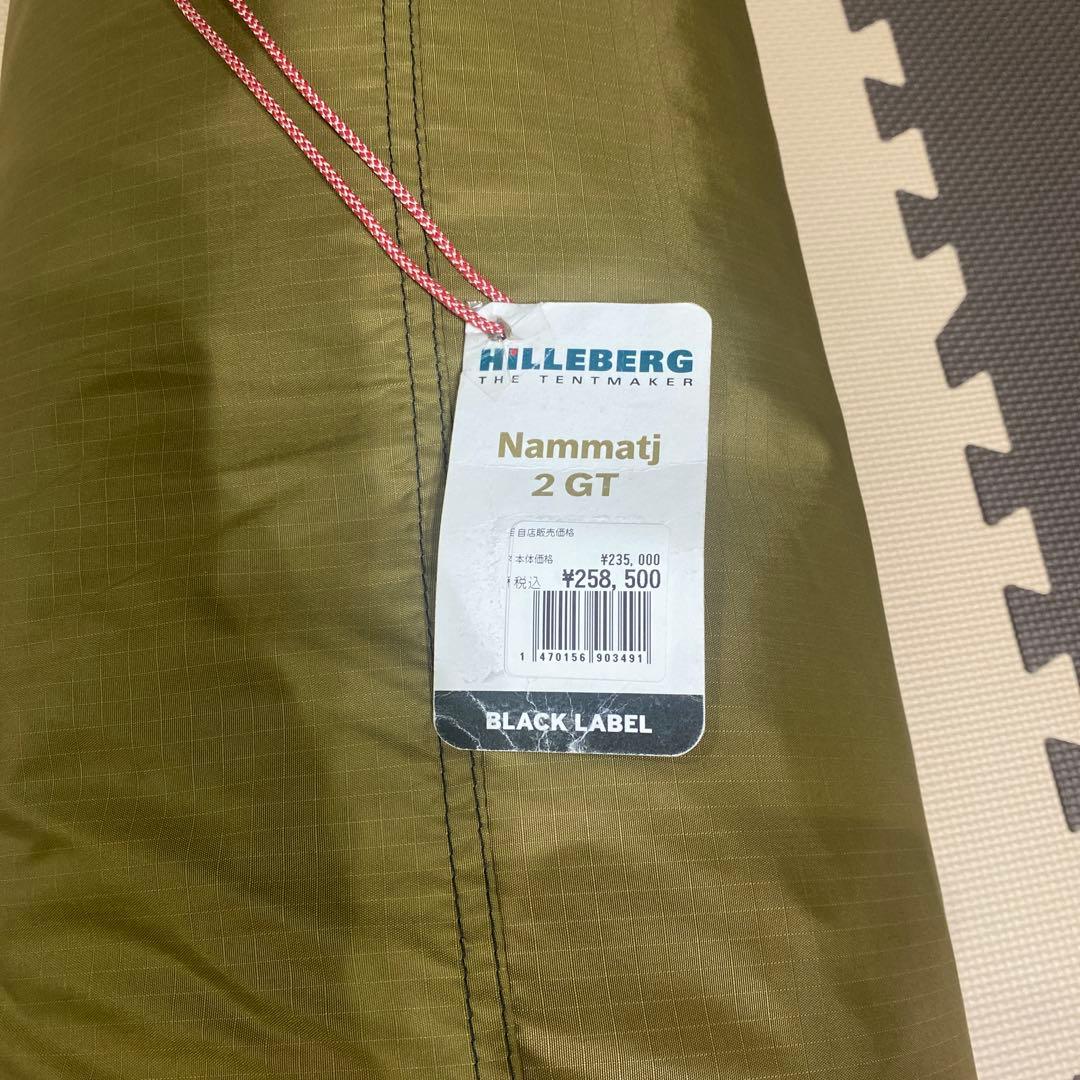 HILLEBERG
THE TENTMAKER
Nammatj
2 GT
自店販売価格
本体価格 ¥235,000
税込 ¥258,500
1 470156 903491
BLACK LABEL